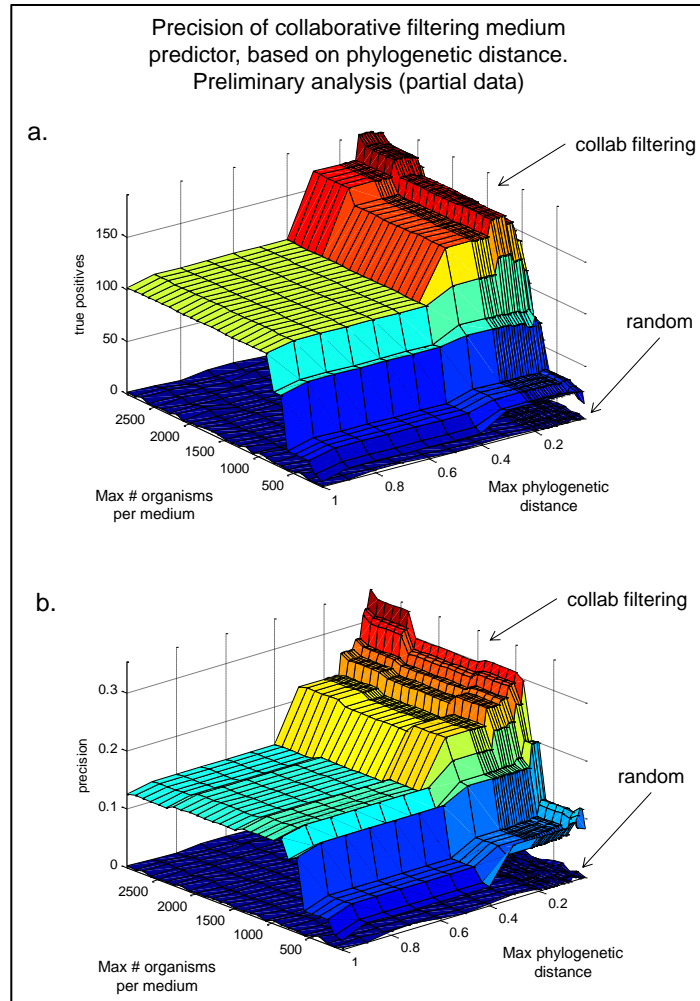 Precision of collaborative filtering medium
predictor, based on phylogenetic distance.
Preliminary analysis (partial data)
a.
collab filtering
random
150
100
50
0
true positives
2500
2000
1500
1000
500
Max # organisms
per medium
1
0.8
0.6
0.4
0.2
Max phylogenetic
distance
b.
collab filtering
random
0.3
0.2
0.1
0
precision
2500
2000
1500
1000
500
Max # organisms
per medium
1
0.8
0.6
0.4
0.2
Max phylogenetic
distance